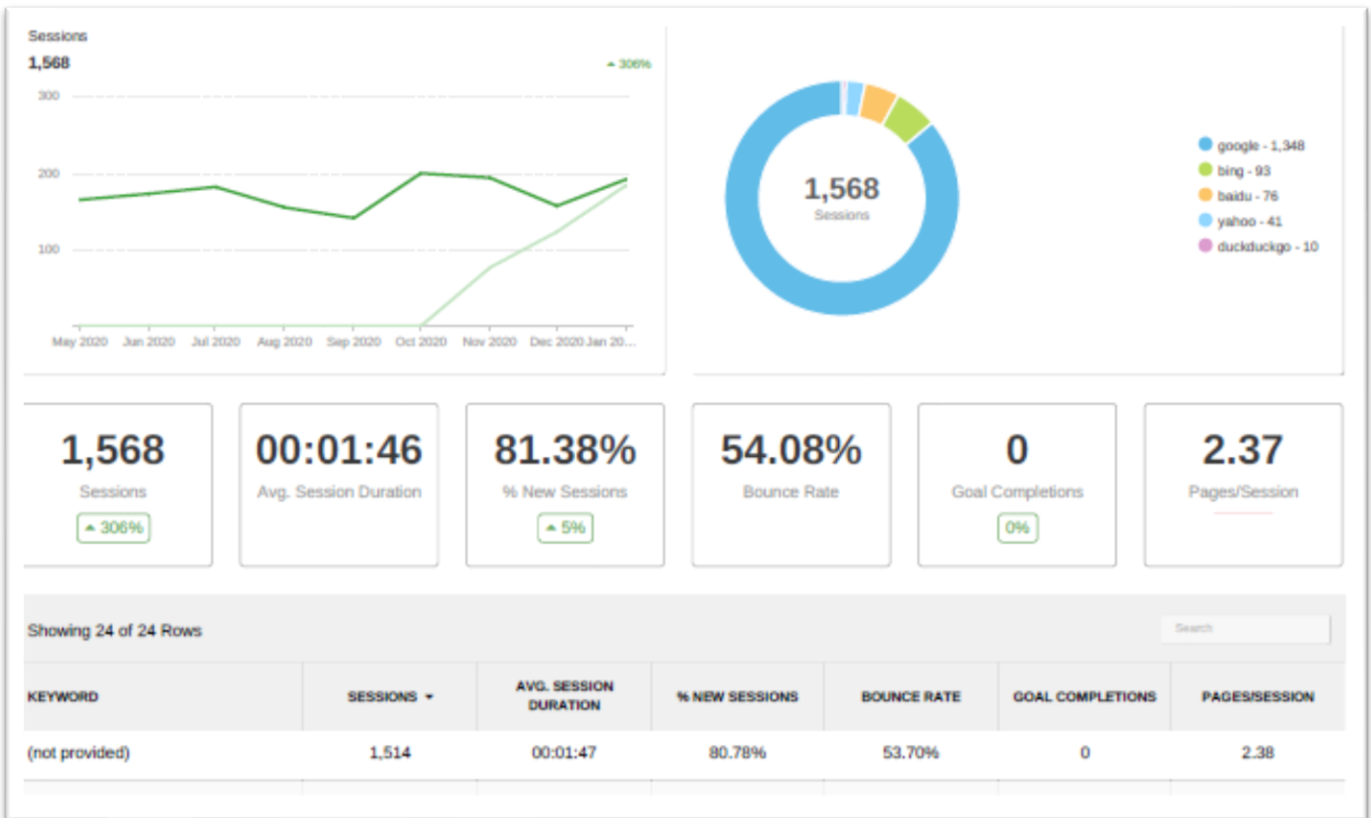 Sessions
1,568
306%
300
200
100
May 2020 Jun 2020 Jul 2020 Aug 2020 Sep 2020 Oct 2020 Nov 2020 Dec 2020 Jan 20...
1,568
Sessions
google - 1,348
bing - 93
baidu - 76
yahoo - 41
duckduckgo - 10
1,568 00:01:46 81.38% 54.08% 0 2.37
Sessions Avg. Session Duration % New Sessions Bounce Rate Goal Completions Pages/Session
306% 5% 0%
Showing 24 of 24 Rows Search
KEYWORD SESSIONS AVG. SESSION DURATION % NEW SESSIONS BOUNCE RATE GOAL COMPLETIONS PAGES/SESSION
(not provided) 1,514 00:01:47 80.78% 53.70% 0 2.38